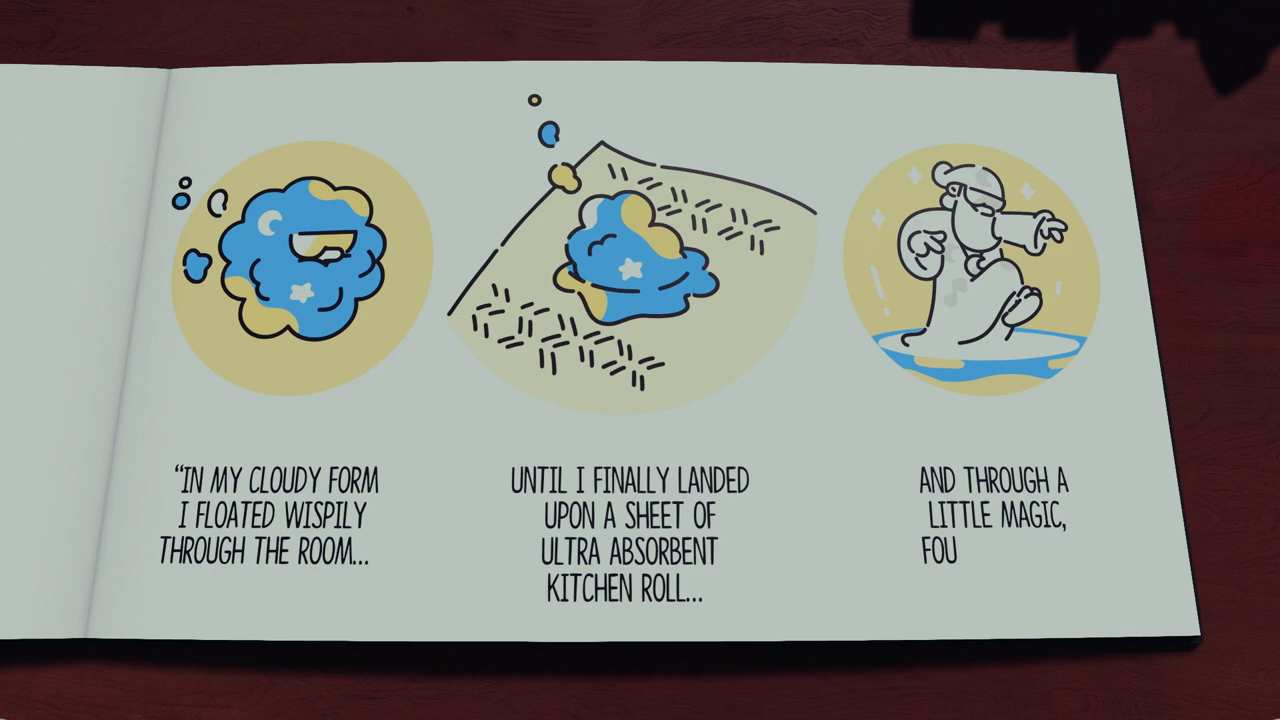 “IN MY CLOUDY FORM
I FLOATED WISPILY
THROUGH THE ROOM...
UNTIL I FINALLY LANDED
UPON A SHEET OF
ULTRA ABSORBENT
KITCHEN ROLL...
AND THROUGH A
LITTLE MAGIC,
FOU